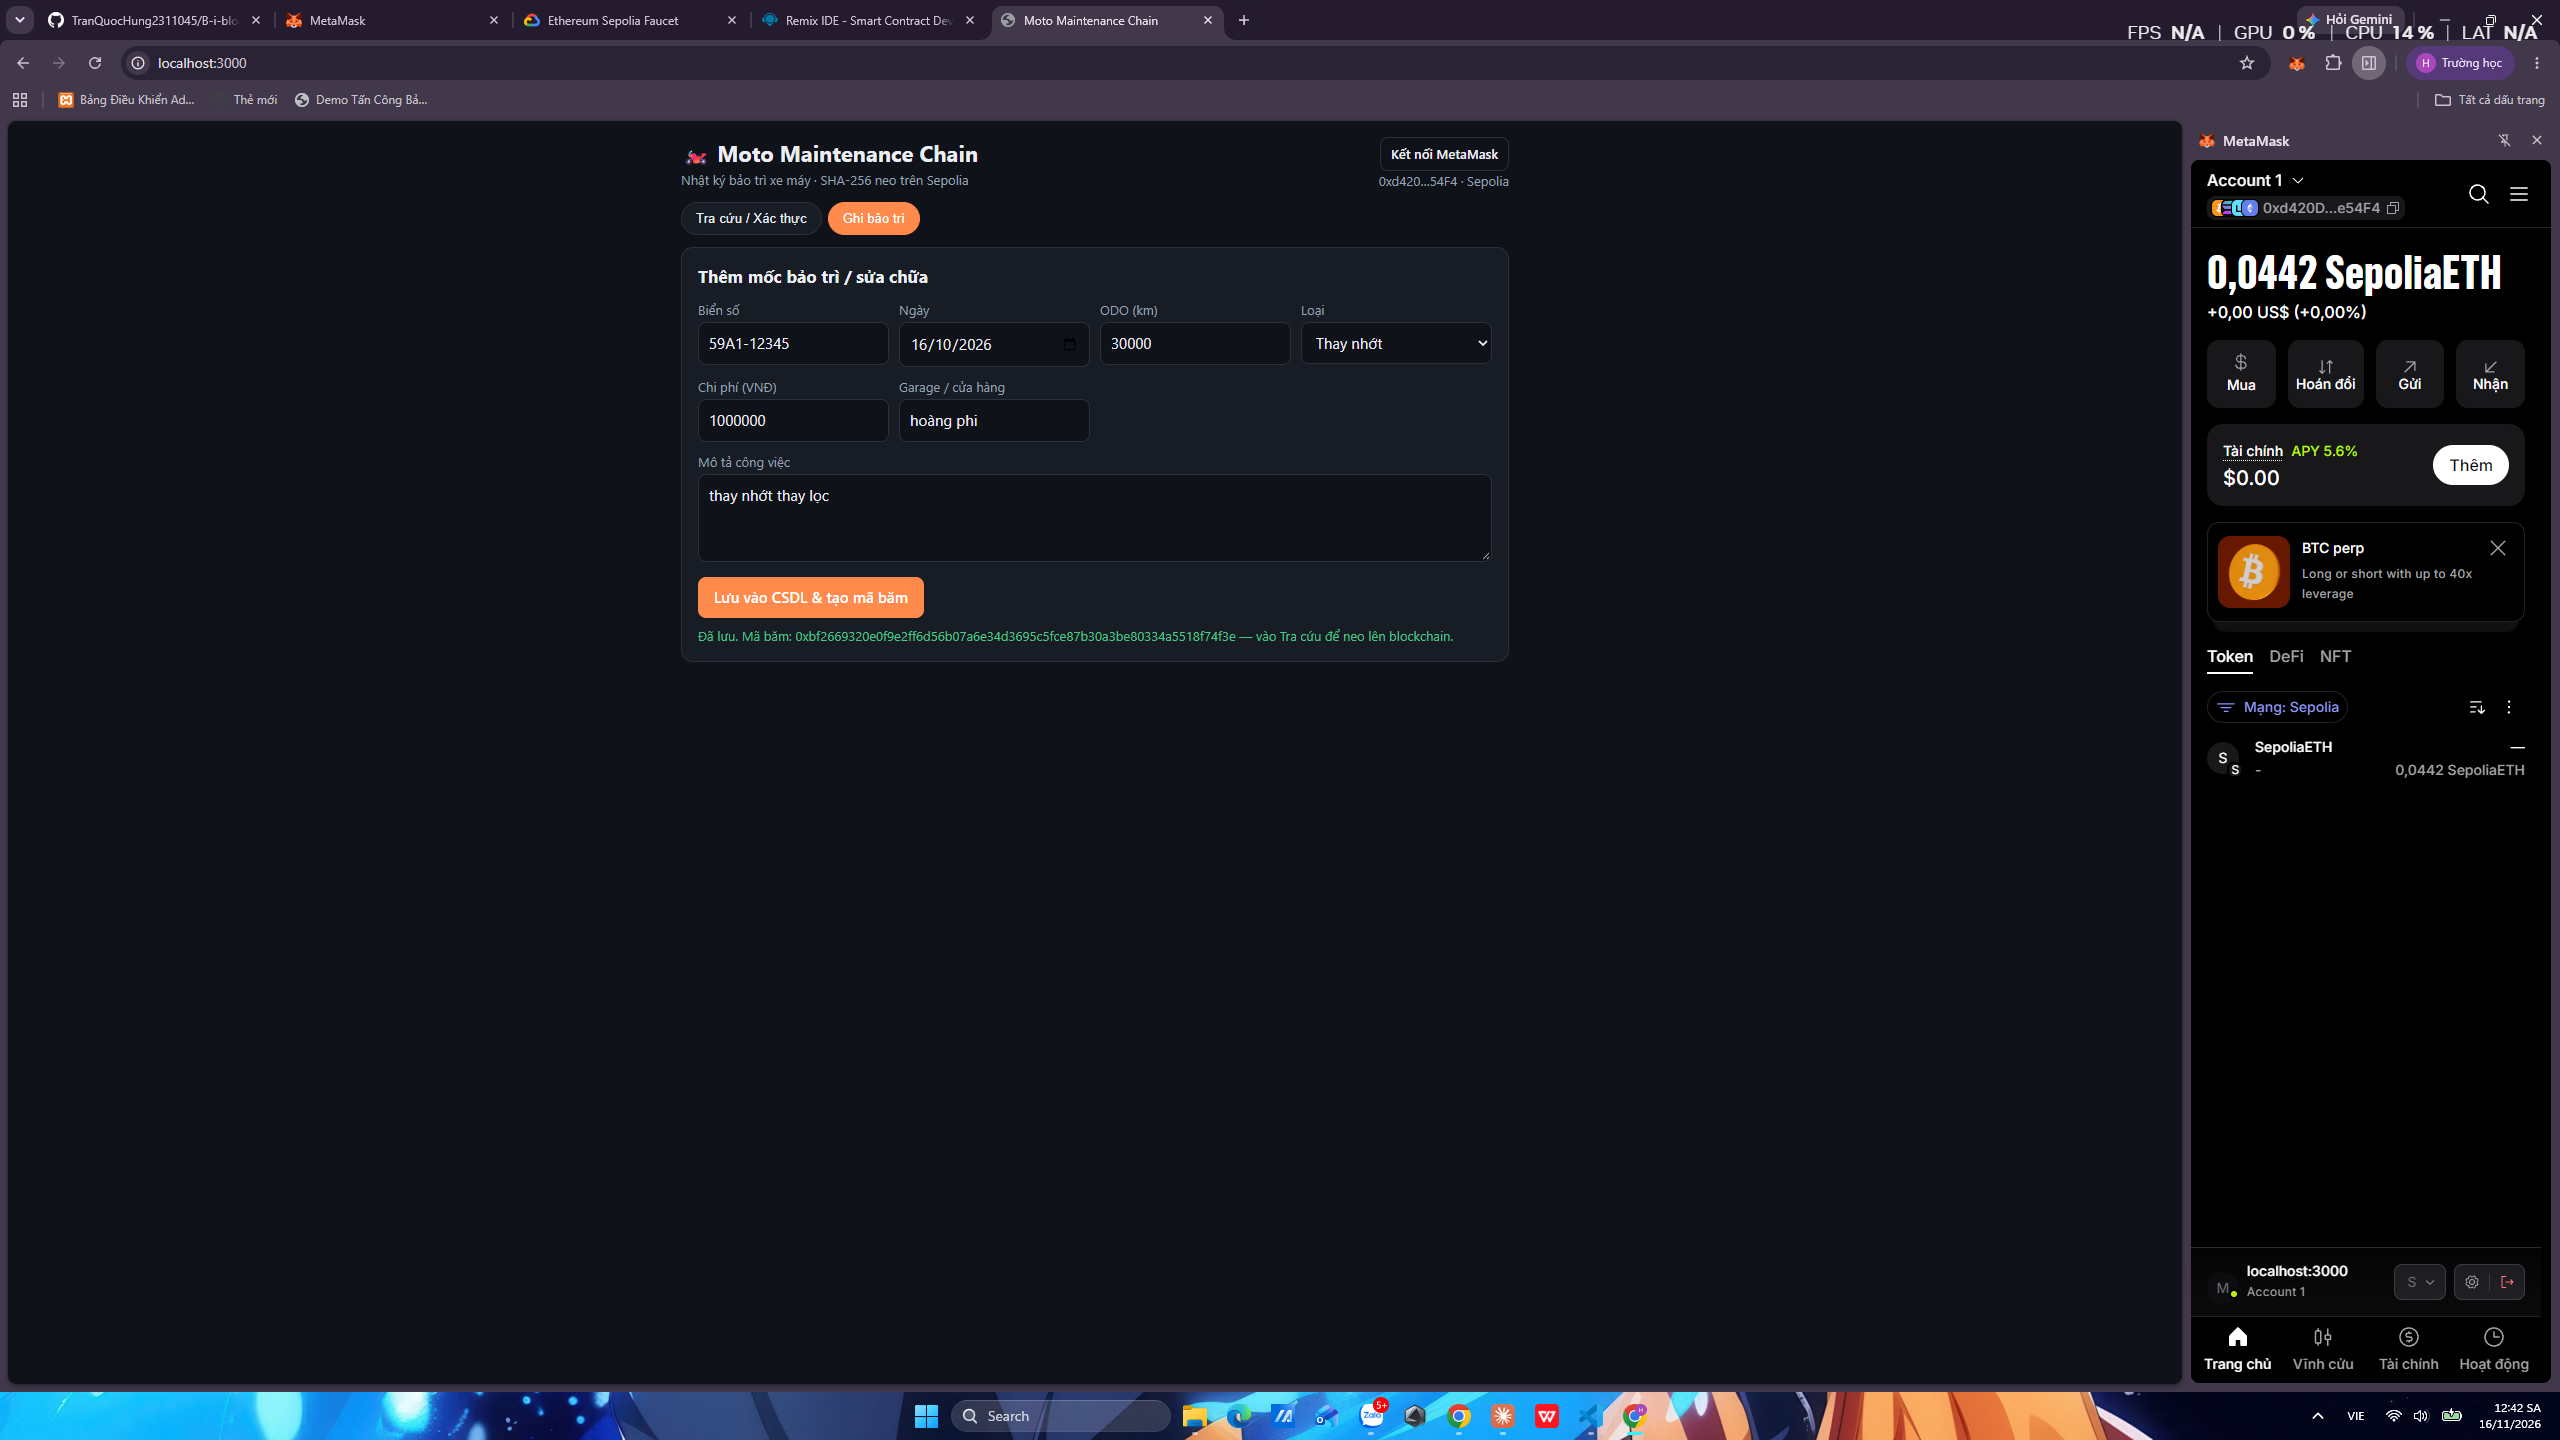 TranQuocHung2311045/B-i-blo
MetaMask
Ethereum Sepolia Faucet
Remix IDE - Smart Contract Dev
Moto Maintenance Chain
Hỏi Gemini
FPS N/A | GPU 0 % | CPU 14 % | LAT N/A
localhost:3000
H Trường học
Bảng Điều Khiển Ad...
Thẻ mới
Demo Tấn Công Bả...
Tất cả dấu trang
Moto Maintenance Chain
Nhật ký bảo trì xe máy · SHA-256 neo trên Sepolia
Kết nối MetaMask
0xd420...54F4 · Sepolia
Tra cứu / Xác thực
Ghi bảo trì
Thêm mốc bảo trì / sửa chữa
Biển số
Ngày
ODO (km)
Loại
59A1-12345
16/10/2026
30000
Thay nhớt
Chi phí (VNĐ)
Garage / cửa hàng
1000000
hoàng phi
Mô tả công việc
thay nhớt thay lọc
Lưu vào CSDL & tạo mã băm
Đã lưu. Mã băm: 0xbf2669320e0f9e2ff6d56b07a6e34d3695c5fce87b30a3be80334a5518f74f3e — vào Tra cứu để neo lên blockchain.
MetaMask
Account 1
0xd420D...e54F4
0,0442 SepoliaETH
+0,00 US$ (+0,00%)
Mua
Hoán đổi
Gửi
Nhận
Tài chính APY 5.6%
$0.00
Thêm
BTC perp
Long or short with up to 40x
leverage
Token
DeFi
NFT
Mạng: Sepolia
S
S
SepoliaETH
—
-
0,0442 SepoliaETH
M
localhost:3000
Account 1
S
Trang chủ
Vĩnh cửu
Tài chính
Hoạt động
Search
Zalo
5+
VIE
12:42 SA
16/11/2026